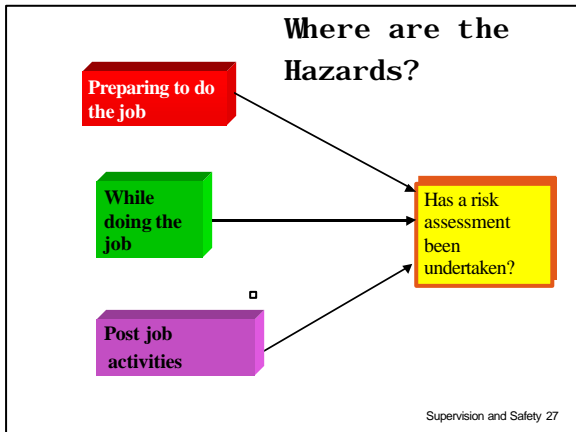 Where are the
Hazards?
Preparing to do
the job
While
doing the
job
Has a risk
assessment
been
undertaken?
Post job
activities
Supervision and Safety 27